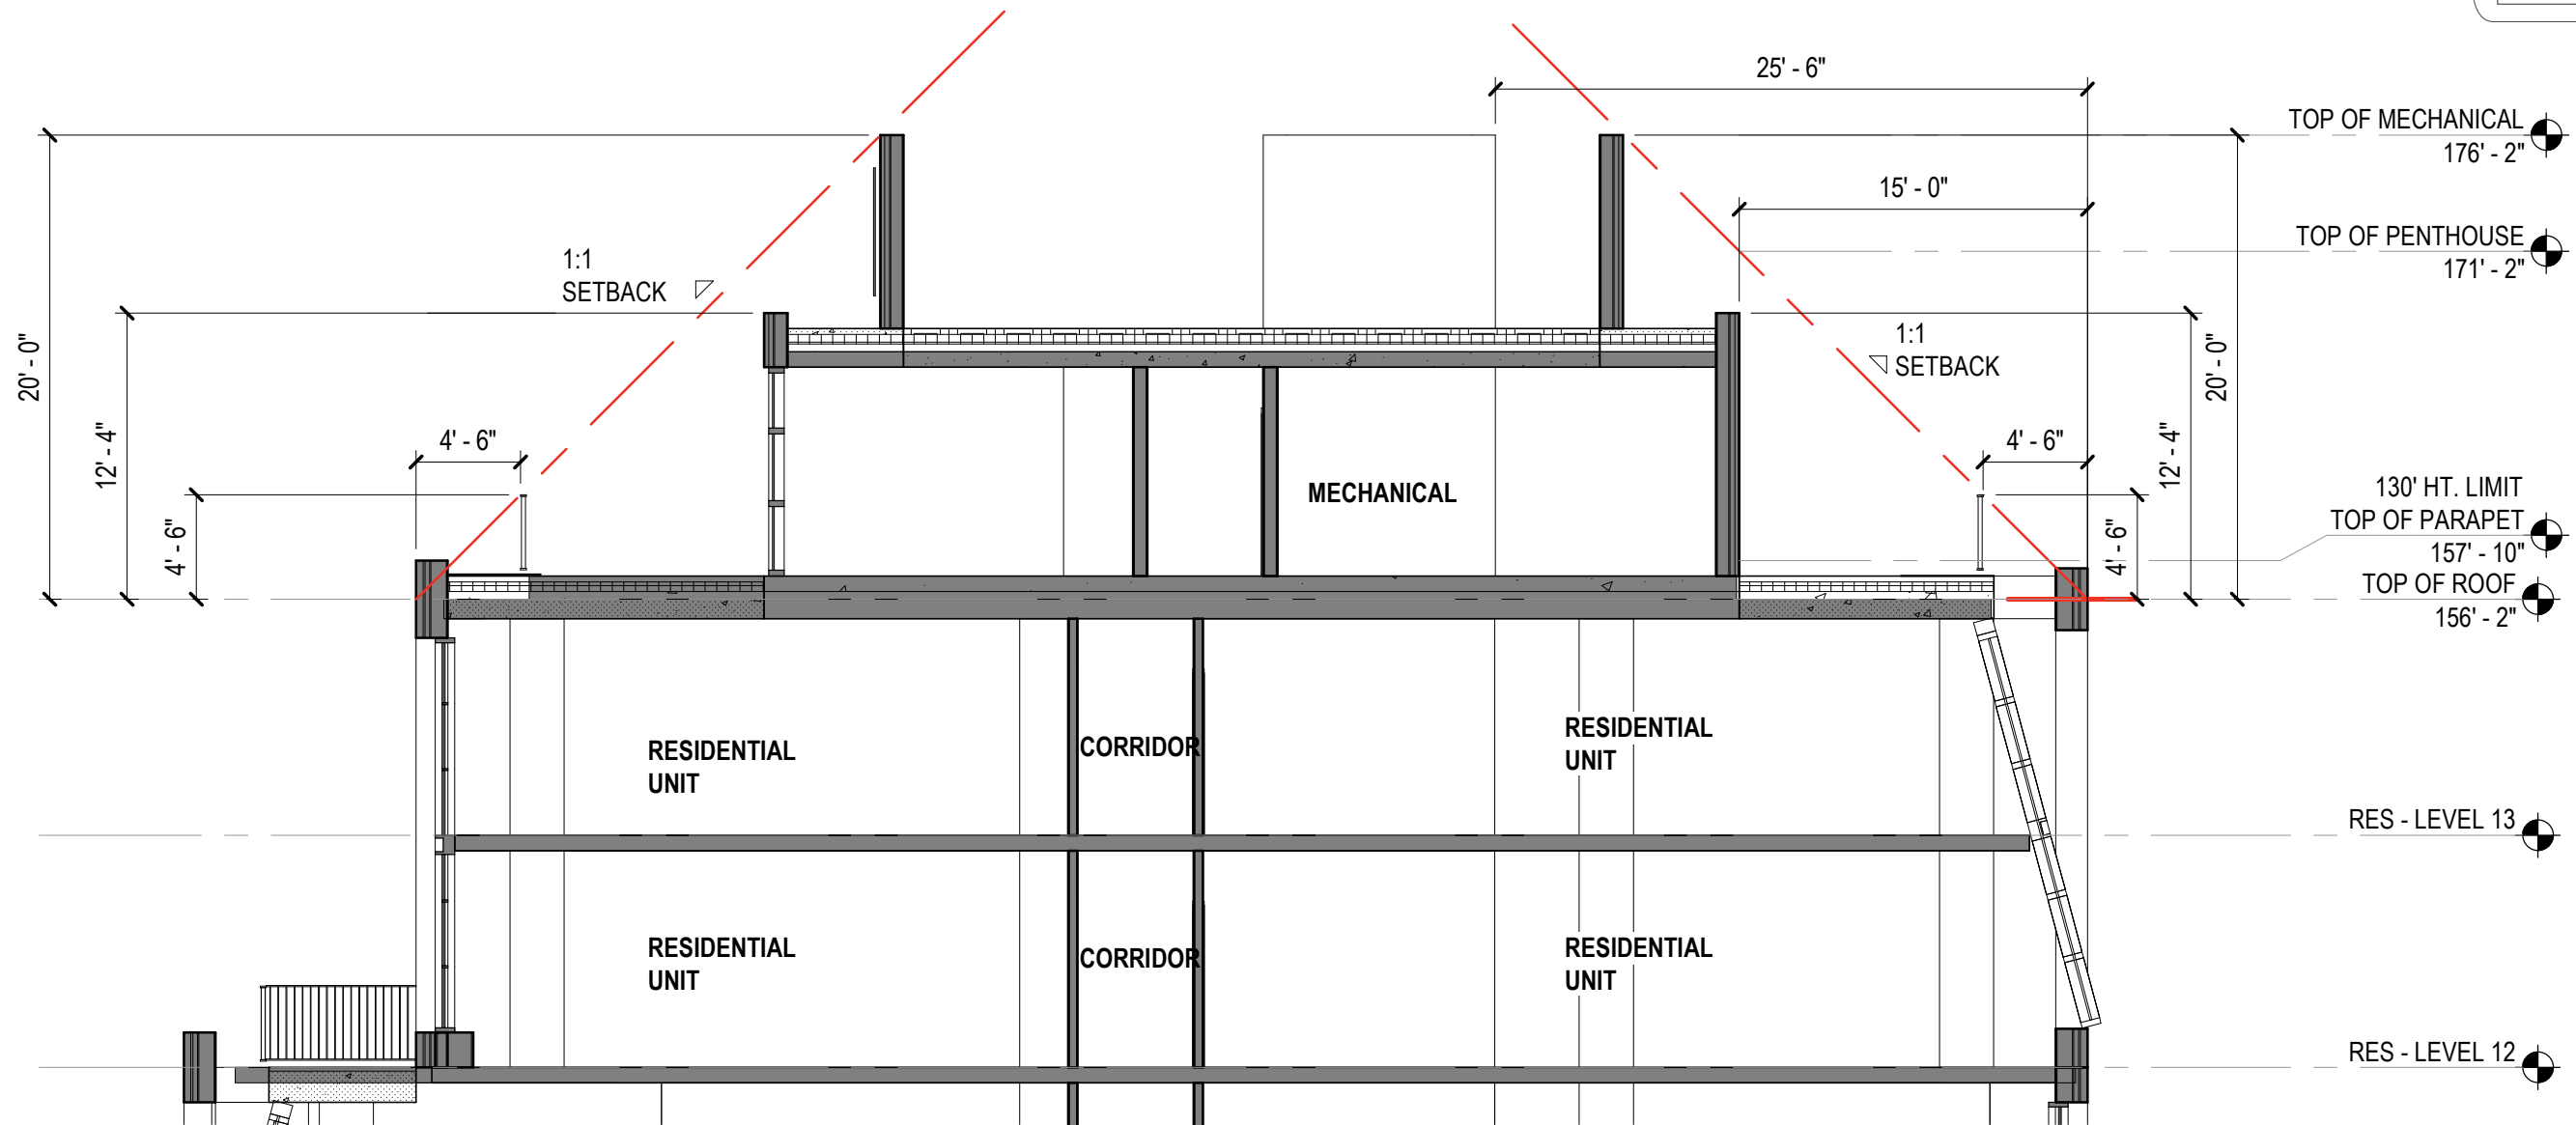 25' - 6"
TOP OF MECHANICAL
176' - 2"
15' - 0"
TOP OF PENTHOUSE
171' - 2"
1:1
SETBACK
1:1
SETBACK
20' - 0"
12' - 4"
4' - 6"
4' - 6"
MECHANICAL
4' - 6"
4' - 6"
12' - 4"
20' - 0"
130' HT. LIMIT
TOP OF PARAPET
157' - 10"
TOP OF ROOF
156' - 2"
RESIDENTIAL
UNIT
CORRIDOR
RESIDENTIAL
UNIT
RES - LEVEL 13
RESIDENTIAL
UNIT
CORRIDOR
RESIDENTIAL
UNIT
RES - LEVEL 12